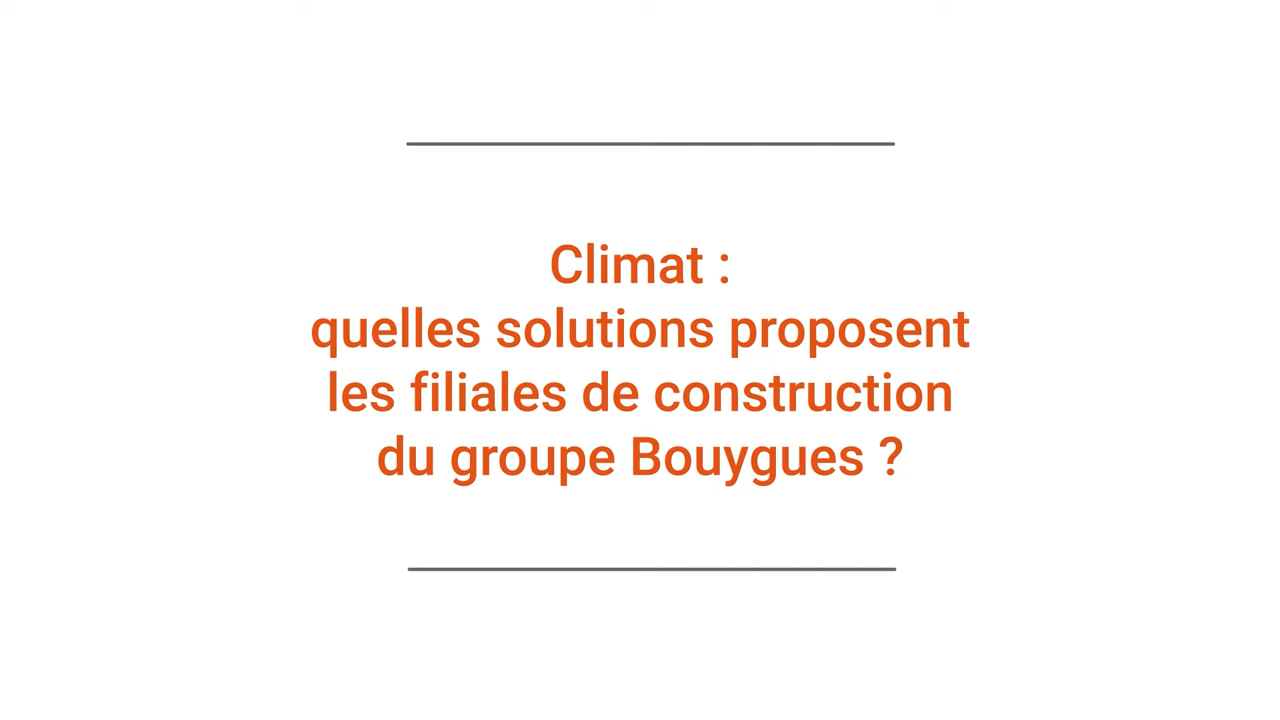 Climat :
quelles solutions proposent
les filiales de construction
du groupe Bouygues ?